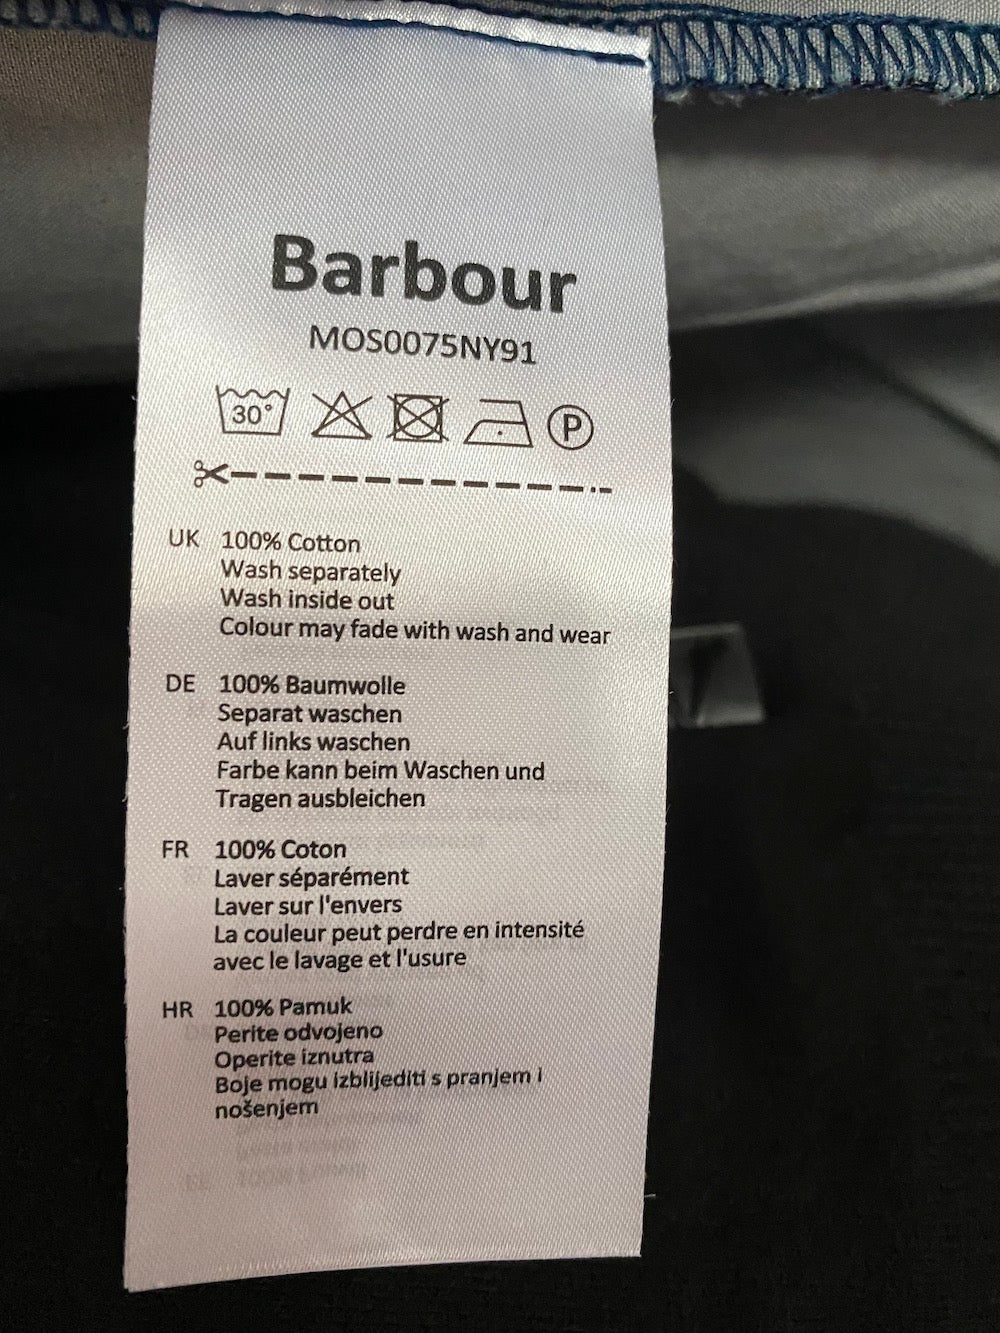 Barbour
MOS0075NY91
30°
P
UK 100% Cotton
Wash separately
Wash inside out
Colour may fade with wash and wear
DE 100% Baumwolle
Separat waschen
Auf links waschen
Farbe kann beim Waschen und
Tragen ausbleichen
FR 100% Coton
Laver séparément
Laver sur l'envers
La couleur peut perdre en intensité
avec le lavage et l'usure
HR 100% Pamuk
Perite odvojeno
Operite iznutra
Boje mogu izblijediti s pranjem i
nošenjem